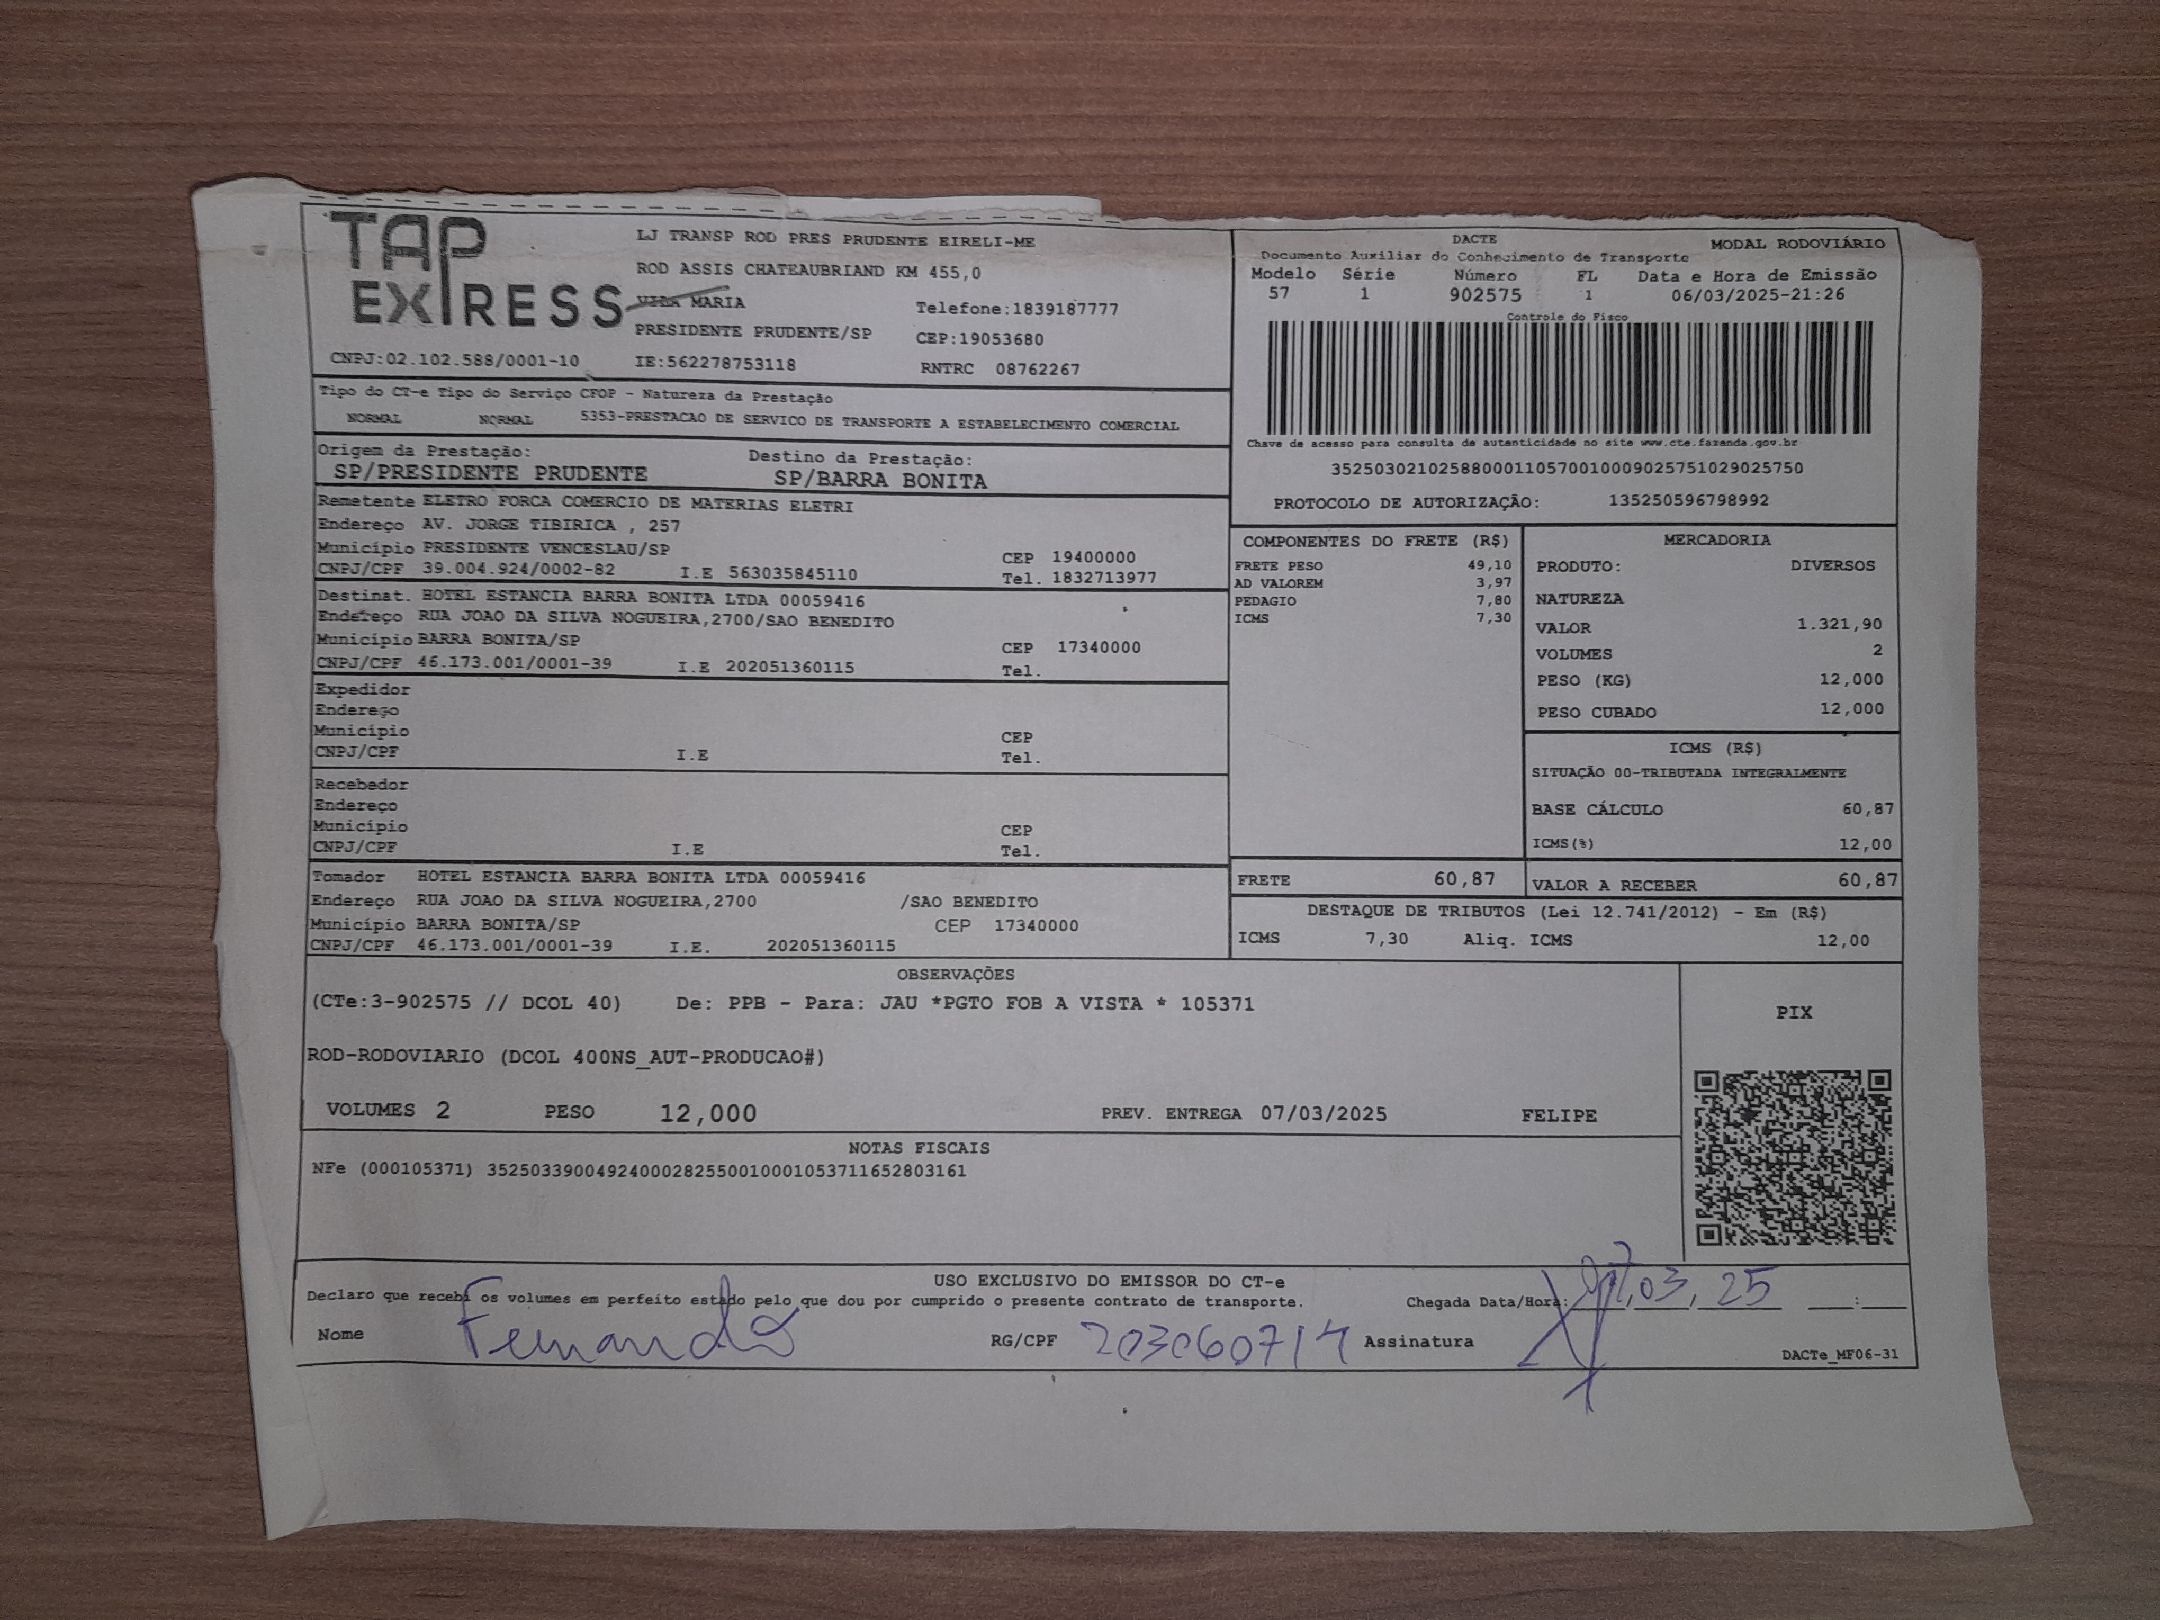 TAP EXPRESS
LJ TRANSP ROD PRES PRUDENTE EIRELI-ME
ROD ASSIS CHATEAUBRIAND KM 455,0
VILA MARIA
Telefone:1839187777
PRESIDENTE PRUDENTE/SP
CEP:19053680
CNPJ:02.102.588/0001-10
IE:562278753118
RNTRC 08762267
DACTE
MODAL RODOVIÁRIO
Documento Auxiliar do Conhecimento de Transporte
Modelo Série Número FL Data e Hora de Emissão
57 1 902575 1 06/03/2025-21:26
Controle do Fisco
Chave de acesso para consulta de autenticidade no site www.cte.fazenda.gov.br
35250302102588000110570010009025751029025750
PROTOCOLO DE AUTORIZAÇÃO: 135250596798992
Tipo do CT-e Tipo do Serviço CFOP - Natureza da Prestação
NORMAL NORMAL 5353-PRESTACAO DE SERVICO DE TRANSPORTE A ESTABELECIMENTO COMERCIAL
Origem da Prestação: Destino da Prestação:
SP/PRESIDENTE PRUDENTE SP/BARRA BONITA
Remetente ELETRO FORCA COMERCIO DE MATERIAS ELETRI
Endereço AV. JORGE TIBIRICA , 257
Município PRESIDENTE VENCESLAU/SP CEP 19400000
CNPJ/CPF 39.004.924/0002-82 I.E 563035845110 Tel. 1832713977
Destinat. HOTEL ESTANCIA BARRA BONITA LTDA 00059416
Endereço RUA JOAO DA SILVA NOGUEIRA,2700/SAO BENEDITO
Município BARRA BONITA/SP CEP 17340000
CNPJ/CPF 46.173.001/0001-39 I.E 202051360115 Tel.
Expedidor
Endereço
Município CEP
CNPJ/CPF I.E Tel.
Recebedor
Endereço
Município CEP
CNPJ/CPF I.E Tel.
Tomador HOTEL ESTANCIA BARRA BONITA LTDA 00059416
Endereço RUA JOAO DA SILVA NOGUEIRA,2700 /SAO BENEDITO
Município BARRA BONITA/SP CEP 17340000
CNPJ/CPF 46.173.001/0001-39 I.E. 202051360115
COMPONENTES DO FRETE (R$)
FRETE PESO 49,10
AD VALOREM 3,97
PEDAGIO 7,80
ICMS 7,30
MERCADORIA
PRODUTO: DIVERSOS
NATUREZA
VALOR 1.321,90
VOLUMES 2
PESO (KG) 12,000
PESO CUBADO 12,000
ICMS (R$)
SITUAÇÃO 00-TRIBUTADA INTEGRALMENTE
BASE CÁLCULO 60,87
ICMS(%) 12,00
FRETE 60,87
VALOR A RECEBER 60,87
DESTAQUE DE TRIBUTOS (Lei 12.741/2012) - Em (R$)
ICMS 7,30 Aliq. ICMS 12,00
OBSERVAÇÕES
(CTe:3-902575 // DCOL 40) De: PPB - Para: JAU *PGTO FOB A VISTA * 105371
ROD-RODOVIARIO (DCOL 400NS_AUT-PRODUCAO#)
VOLUMES 2 PESO 12,000 PREV. ENTREGA 07/03/2025 FELIPE
PIX
NOTAS FISCAIS
NFe (000105371) 35250339004924000282550010001053711652803161
USO EXCLUSIVO DO EMISSOR DO CT-e
Declaro que recebi os volumes em perfeito estado pelo que dou por cumprido o presente contrato de transporte. Chegada Data/Hora: 07,03,25 :
Nome Fernando RG/CPF 203060714 Assinatura
DACTe_MF06-31